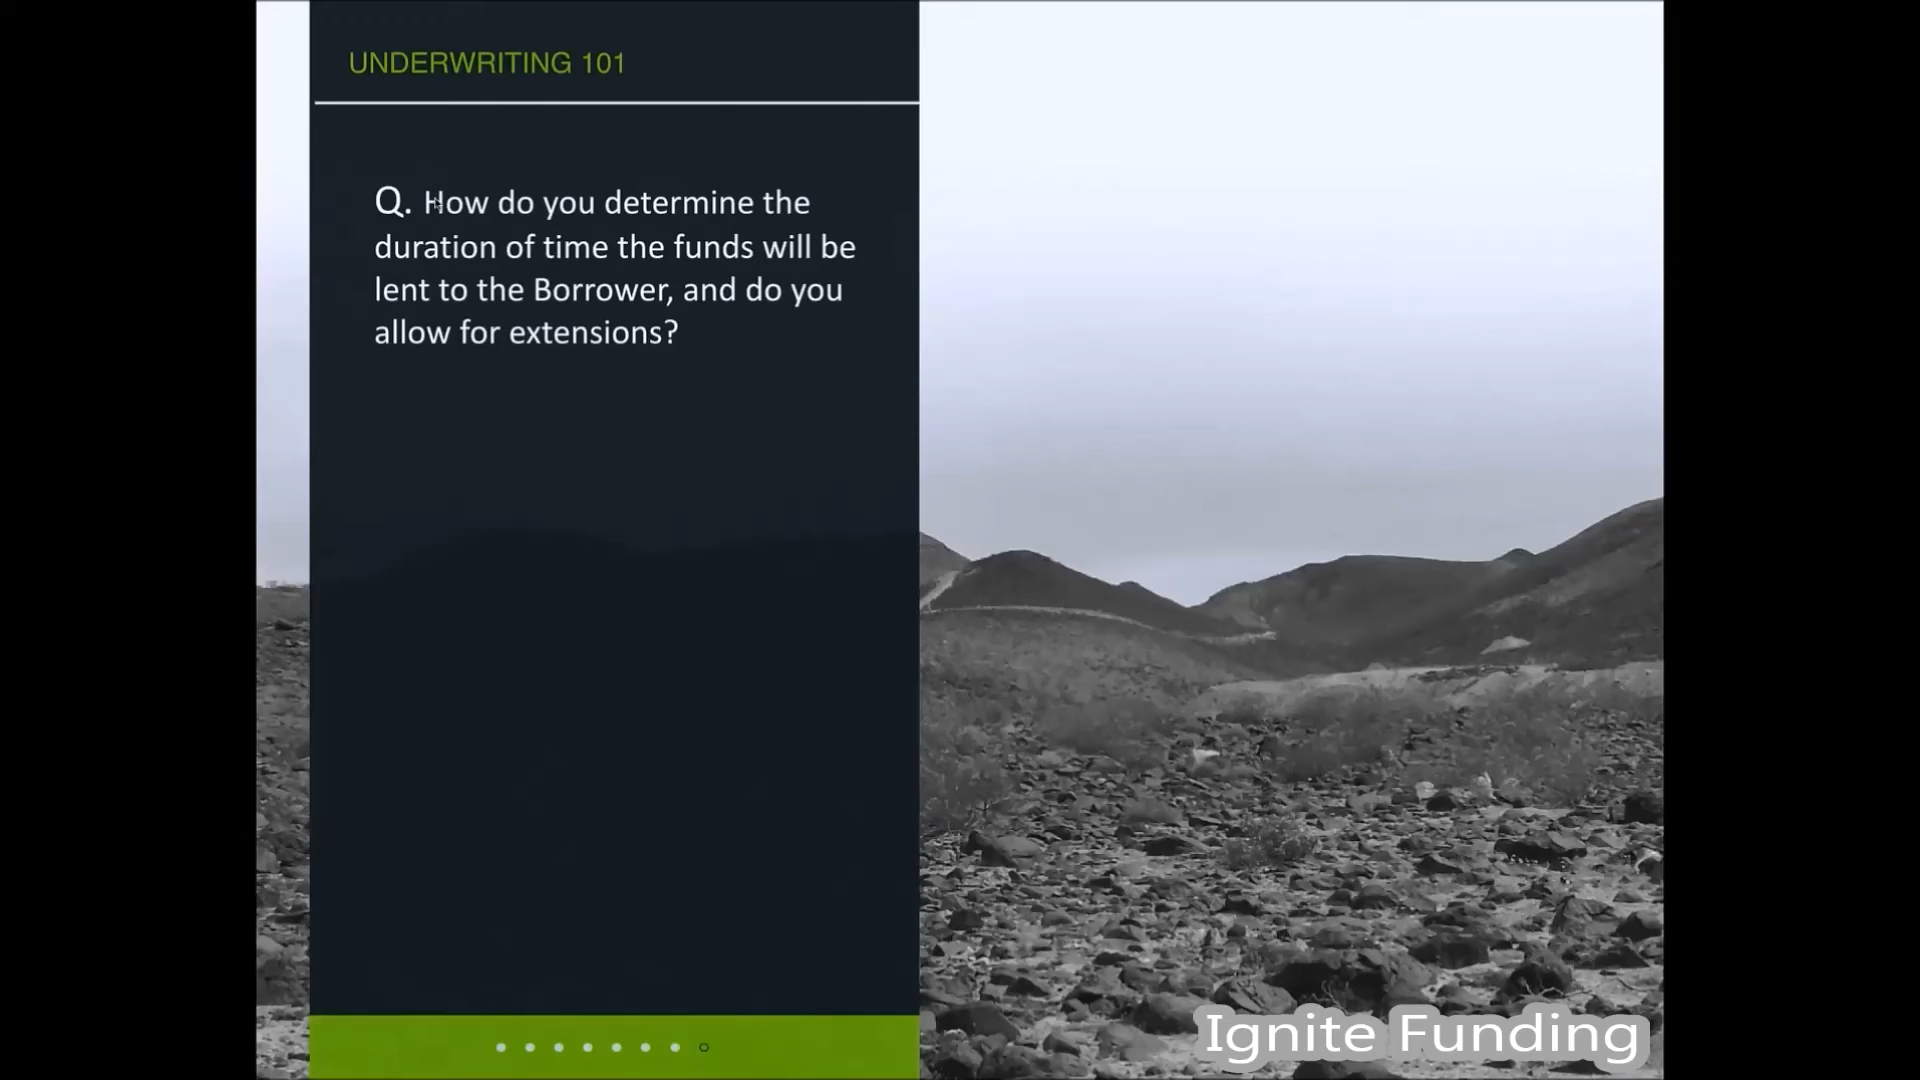 UNDERWRITING 101
Q. How do you determine the
duration of time the funds will be
lent to the Borrower, and do you
allow for extensions?
Ignite Funding